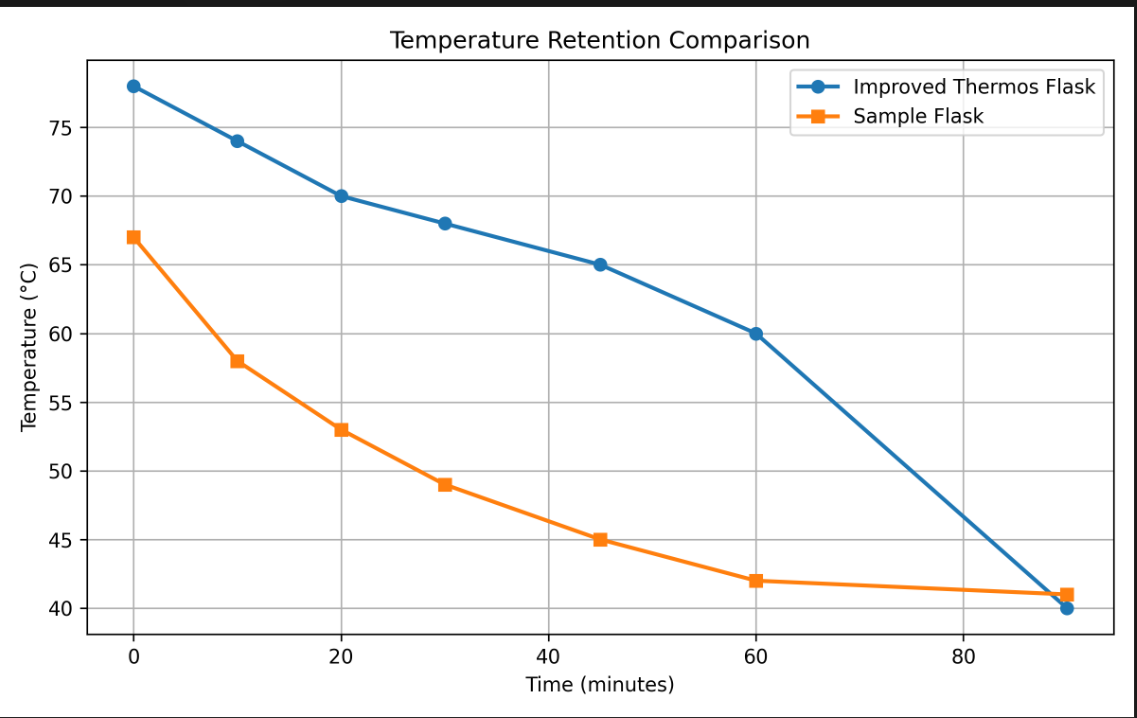 Temperature Retention Comparison
Improved Thermos Flask
Sample Flask
75
70
65
60
55
50
45
40
Temperature (°C)
0 20 40 60 80
Time (minutes)